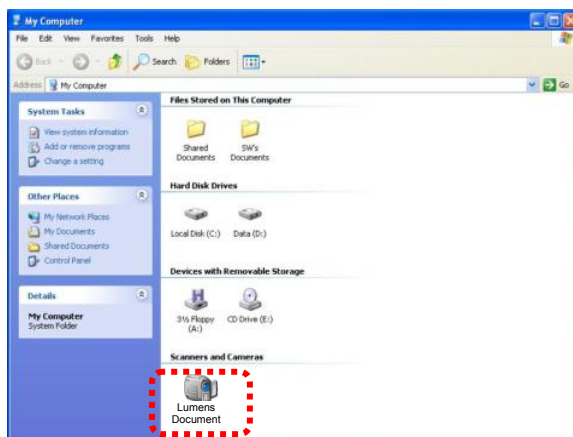 My Computer
File Edit View Favorites Tools Help
Back Search Folders
Address My Computer Go
System Tasks
View system information
Add or remove programs
Change a setting
Other Places
My Network Places
My Documents
Shared Documents
Control Panel
Details
My Computer
System Folder
Files Stored on This Computer
Shared Documents
SW's Documents
Hard Disk Drives
Local Disk (C:) Data (D:)
Devices with Removable Storage
3½ Floppy (A:)
CD Drive (E:)
Scanners and Cameras
Lumens
Document